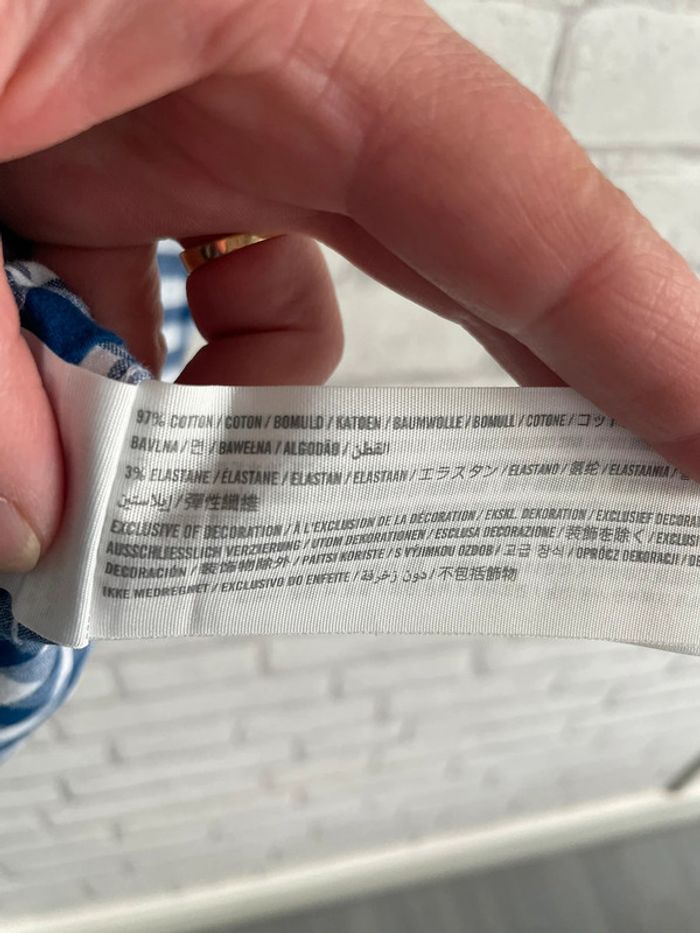 97% COTTON / COTON / BOMULD / KATOEN / BAUMWOLLE / BOMULL / COTONE / コット
BAVLNA / 면 / BAWEŁNA / ALGODÃO / القطن
3% ELASTANE / ÉLASTANE / ELASTAN / ELASTAAN / エラスタン / ELASTANO / 氨纶 / ELASTAANIA /
إيلاستين / 彈性纖維
EXCLUSIVE OF DECORATION / À L'EXCLUSION DE LA DÉCORATION / EKSKL. DEKORATION / EXCLUSIEF DECOR
AUSSCHLIESSLICH VERZIERUNG / UTOM DEKORATIONEN / ESCLUSA DECORAZIONE / 装飾を除く / EXCLUSI
DECORACIÓN / 装饰物除外 / PAITSI KORISTE / S VÝJIMKOU OZDOB / 고급 장식 / OPRÓCZ DEKORACJI / DE
IKKE MEDREGNET / EXCLUSIVO DO ENFEITE / دون زخرفة / 不包括飾物